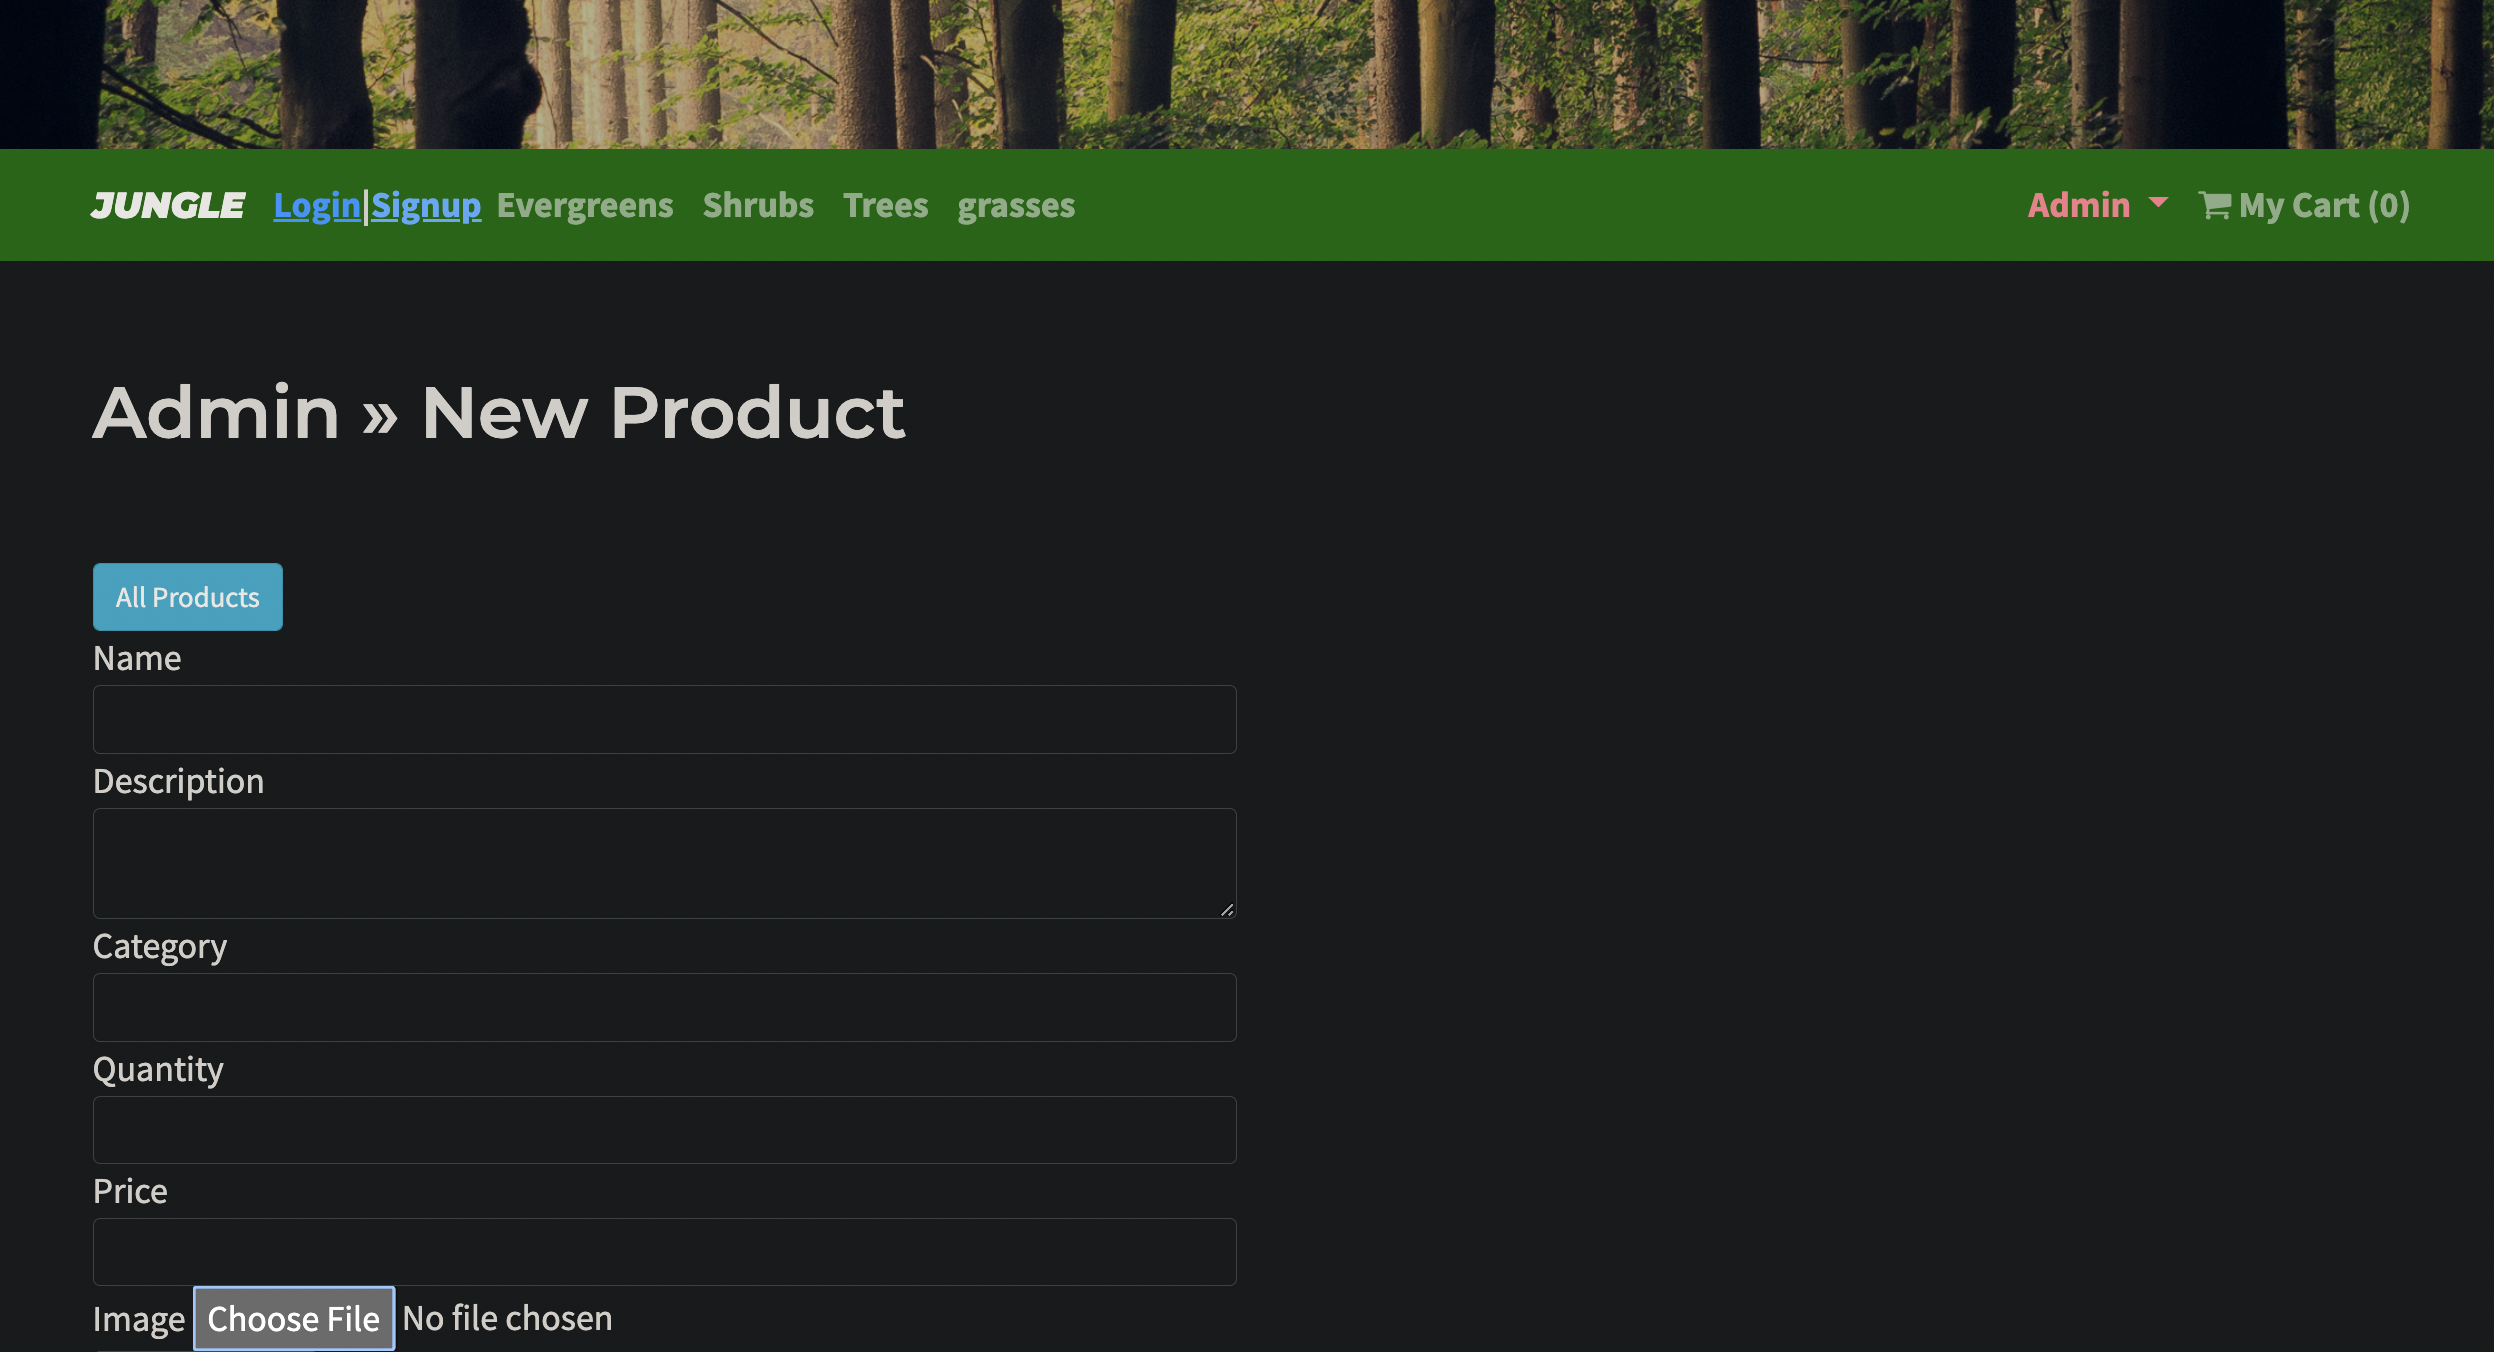 JUNGLE Login|Signup Evergreens Shrubs Trees grasses Admin My Cart (0)
Admin » New Product
All Products
Name
Description
Category
Quantity
Price
Image Choose File No file chosen